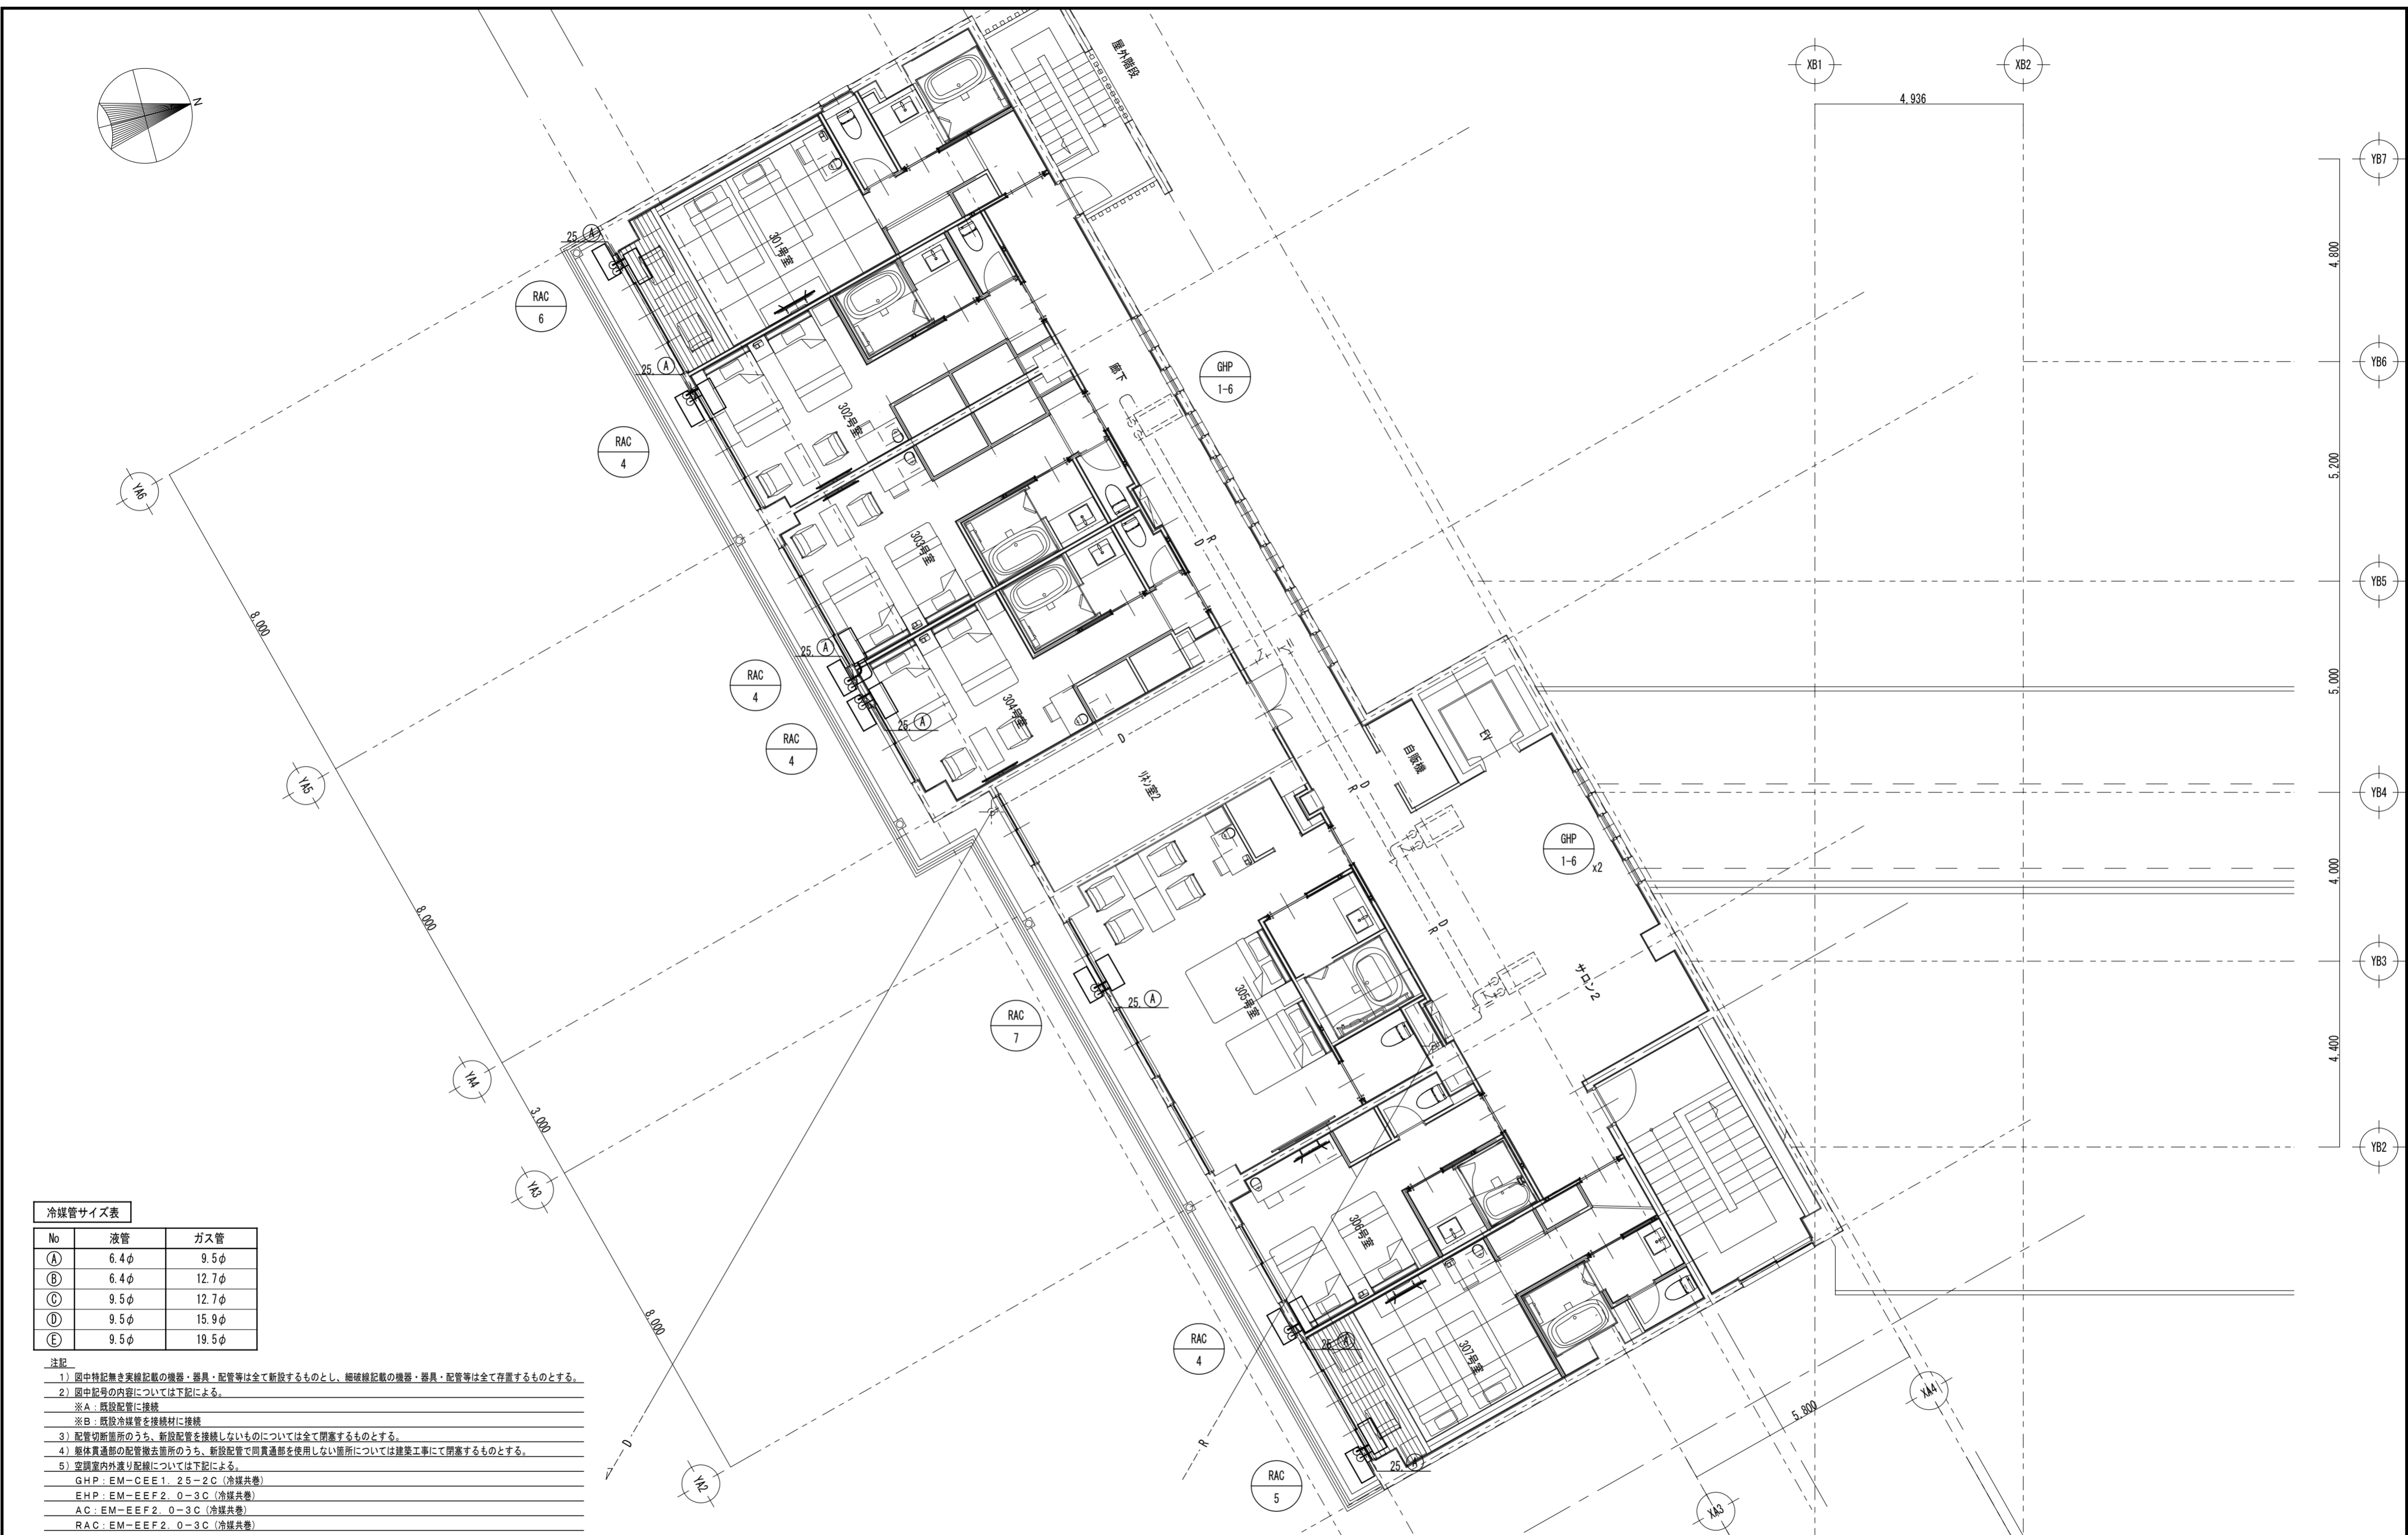 N
屋外階段
XB1
XB2
4,936
YB7
4,800
YB6
5,200
YB5
5,000
YB4
4,000
YB3
4,400
YB2
25, Ⓐ
301号室
RAC
6
25, Ⓐ
302号室
RAC
4
廊下
GHP
1-6
YA6
8,000
303号室
R
D
25, Ⓐ
RAC
4
25, Ⓐ
304号室
RAC
4
D
リネン室2
自販機
EV
D
R
GHP
1-6
x2
YA5
8,000
D
R
サロン2
25, Ⓐ
305号室
RAC
7
YA4
3,000
YA3
8,000
306号室
25, Ⓐ
RAC
4
307号室
25, Ⓐ
RAC
5
5,800
XA4
XA3
YA2
D
R
冷媒管サイズ表
No 液管 ガス管
Ⓐ 6.4φ 9.5φ
Ⓑ 6.4φ 12.7φ
Ⓒ 9.5φ 12.7φ
Ⓓ 9.5φ 15.9φ
Ⓔ 9.5φ 19.5φ
注記
1）図中特記無き実線記載の機器・器具・配管等は全て新設するものとし、細破線記載の機器・器具・配管等は全て存置するものとする。
2）図中記号の内容については下記による。
※A：既設配管に接続
※B：既設冷媒管を接続材に接続
3）配管切断箇所のうち、新設配管を接続しないものについては全て閉塞するものとする。
4）躯体貫通部の配管撤去箇所のうち、新設配管で同貫通部を使用しない箇所については建築工事にて閉塞するものとする。
5）空調室内外渡り配線については下記による。
GHP：EM－CEE1．25－2C（冷媒共巻）
EHP：EM－EEF2．0－3C（冷媒共巻）
AC：EM－EEF2．0－3C（冷媒共巻）
RAC：EM－EEF2．0－3C（冷媒共巻）